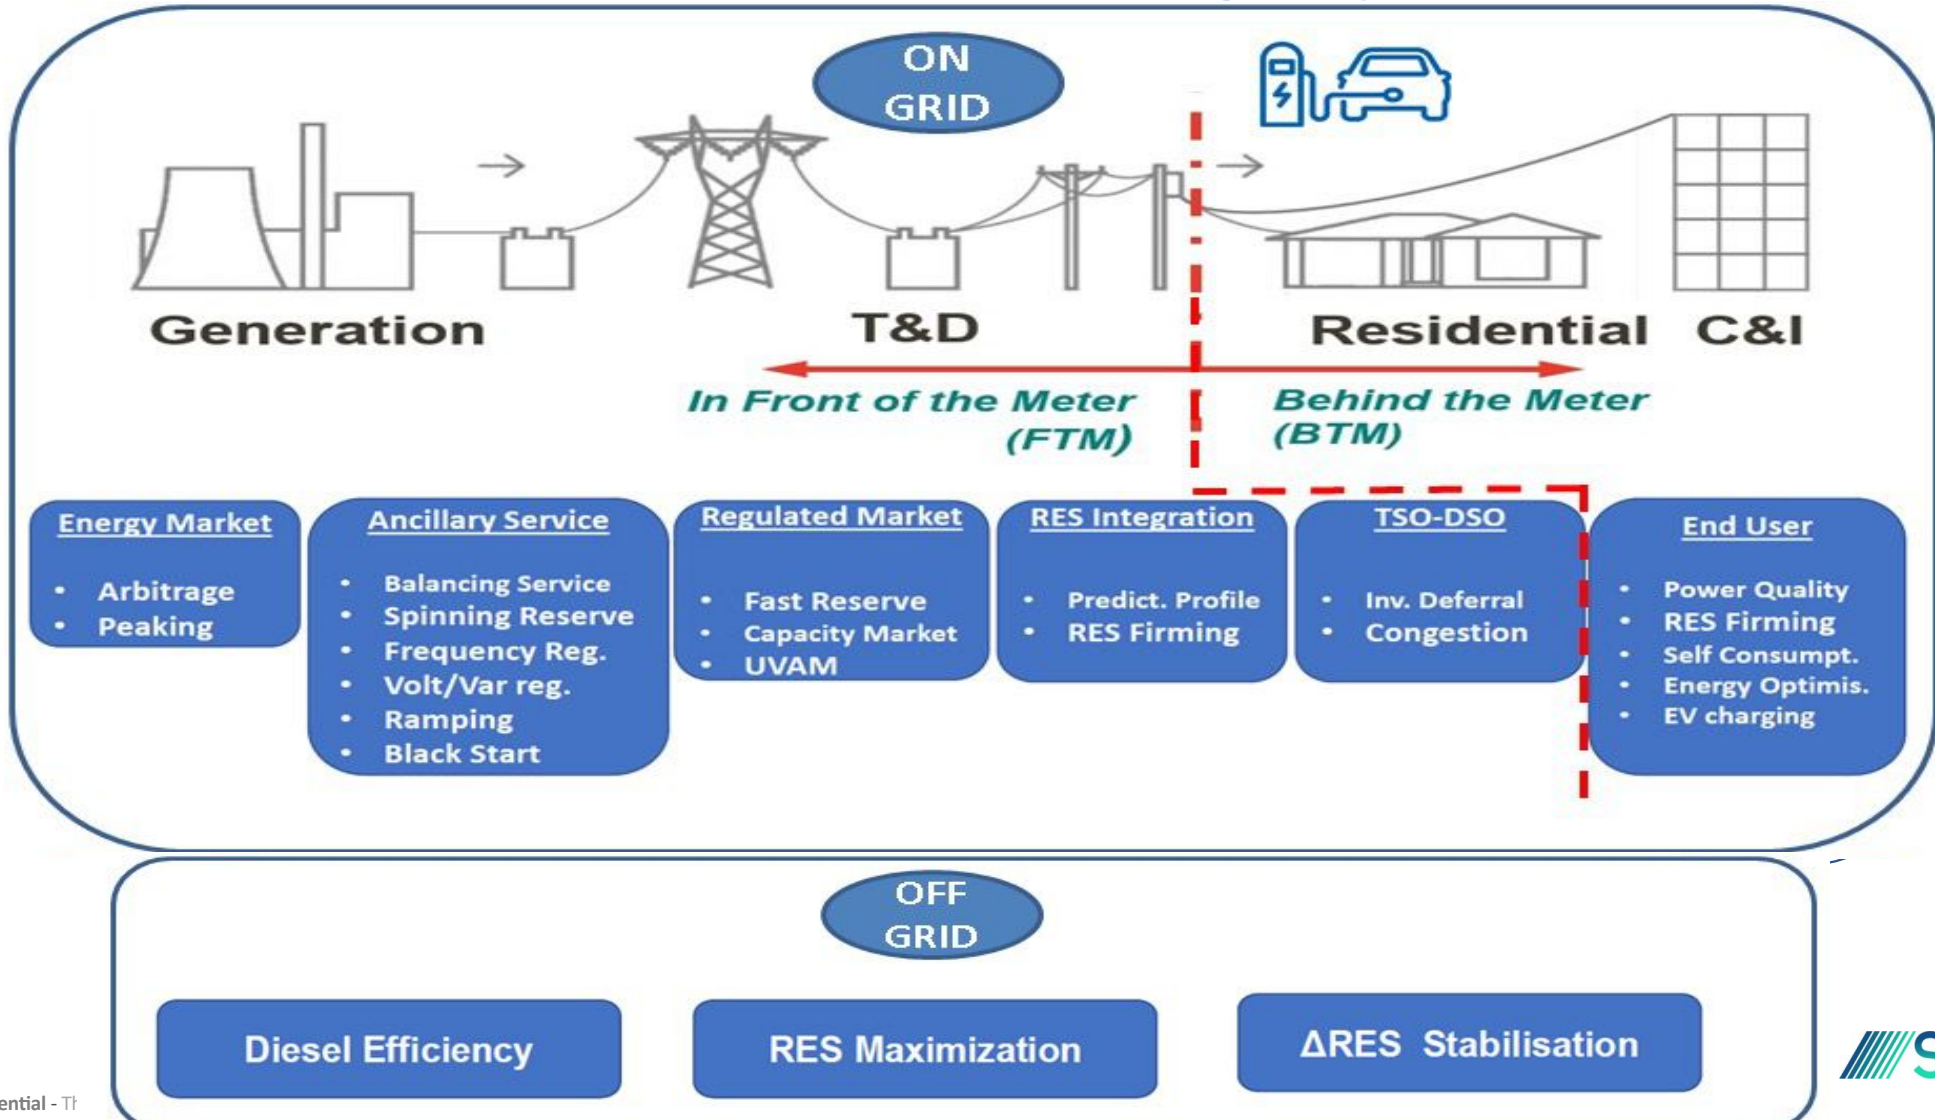 ON
GRID
Generation
T&D
Residential
C&I
In Front of the Meter
(FTM)
Behind the Meter
(BTM)
Energy Market
• Arbitrage
• Peaking
Ancillary Service
• Balancing Service
• Spinning Reserve
• Frequency Reg.
• Volt/Var reg.
• Ramping
• Black Start
Regulated Market
• Fast Reserve
• Capacity Market
• UVAM
RES Integration
• Predict. Profile
• RES Firming
TSO-DSO
• Inv. Deferral
• Congestion
End User
• Power Quality
• RES Firming
• Self Consumpt.
• Energy Optimis.
• EV charging
OFF
GRID
Diesel Efficiency
RES Maximization
ΔRES Stabilisation
ential - Th
S